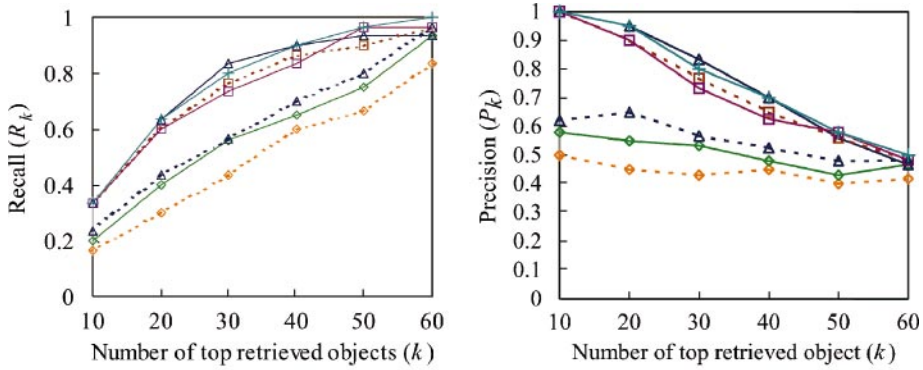 1
0.8
0.6
0.4
0.2
0
Recall (R_k)
10 20 30 40 50 60
Number of top retrieved objects (k)
1
0.9
0.8
0.7
0.6
0.5
0.4
0.3
0.2
0.1
0
Precision (P_k)
10 20 30 40 50 60
Number of top retrieved object (k)